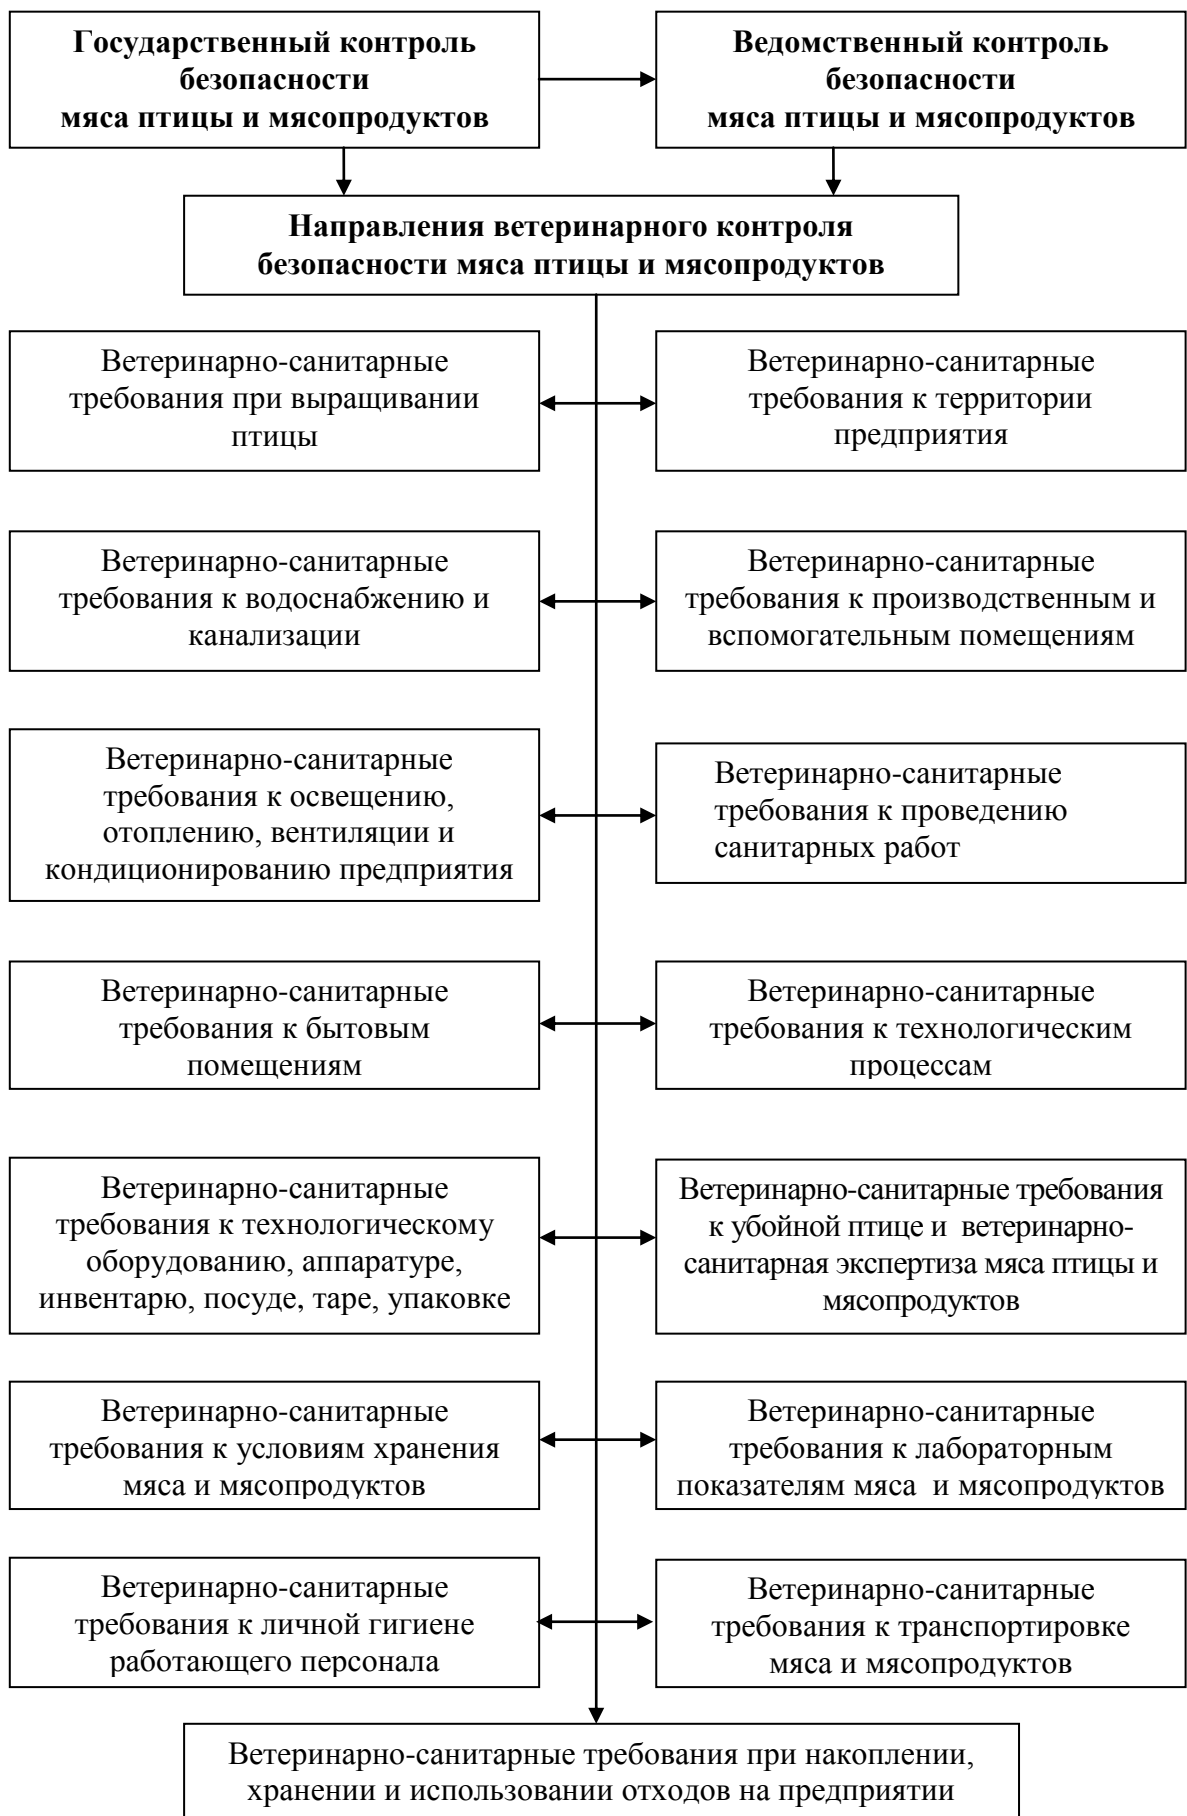 Государственный контроль
безопасности
мяса птицы и мясопродуктов
Ведомственный контроль
безопасности
мяса птицы и мясопродуктов
Направления ветеринарного контроля
безопасности мяса птицы и мясопродуктов
Ветеринарно-санитарные
требования при выращивании
птицы
Ветеринарно-санитарные
требования к территории
предприятия
Ветеринарно-санитарные
требования к водоснабжению и
канализации
Ветеринарно-санитарные
требования к производственным и
вспомогательным помещениям
Ветеринарно-санитарные
требования к освещению,
отоплению, вентиляции и
кондиционированию предприятия
Ветеринарно-санитарные
требования к проведению
санитарных работ
Ветеринарно-санитарные
требования к бытовым
помещениям
Ветеринарно-санитарные
требования к технологическим
процессам
Ветеринарно-санитарные
требования к технологическому
оборудованию, аппаратуре,
инвентарю, посуде, таре, упаковке
Ветеринарно-санитарные требования
к убойной птице и ветеринарно-
санитарная экспертиза мяса птицы и
мясопродуктов
Ветеринарно-санитарные
требования к условиям хранения
мяса и мясопродуктов
Ветеринарно-санитарные
требования к лабораторным
показателям мяса и мясопродуктов
Ветеринарно-санитарные
требования к личной гигиене
работающего персонала
Ветеринарно-санитарные
требования к транспортировке
мяса и мясопродуктов
Ветеринарно-санитарные требования при накоплении,
хранении и использовании отходов на предприятии